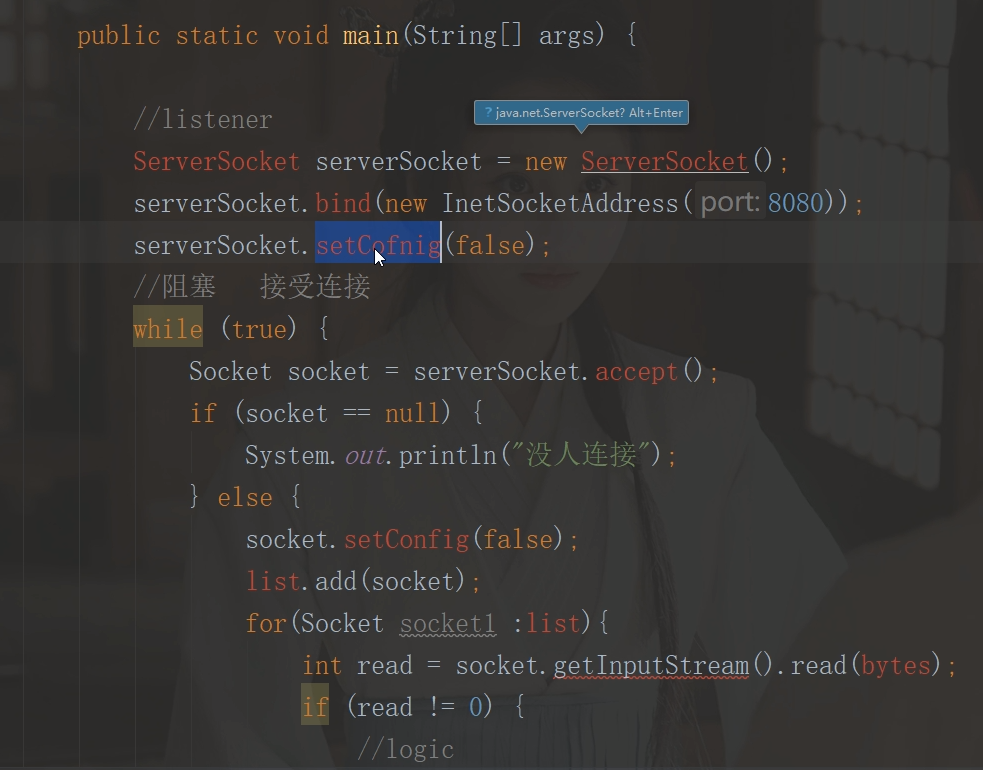 public static void main(String[] args) {
//listener
? java.net.ServerSocket? Alt+Enter
ServerSocket serverSocket = new ServerSocket();
serverSocket.bind(new InetSocketAddress( port: 8080));
serverSocket.setCofnig(false);
//阻塞   接受连接
while (true) {
Socket socket = serverSocket.accept();
if (socket == null) {
System.out.println("没人连接");
} else {
socket.setConfig(false);
list.add(socket);
for(Socket socket1 :list){
int read = socket.getInputStream().read(bytes);
if (read != 0) {
//logic